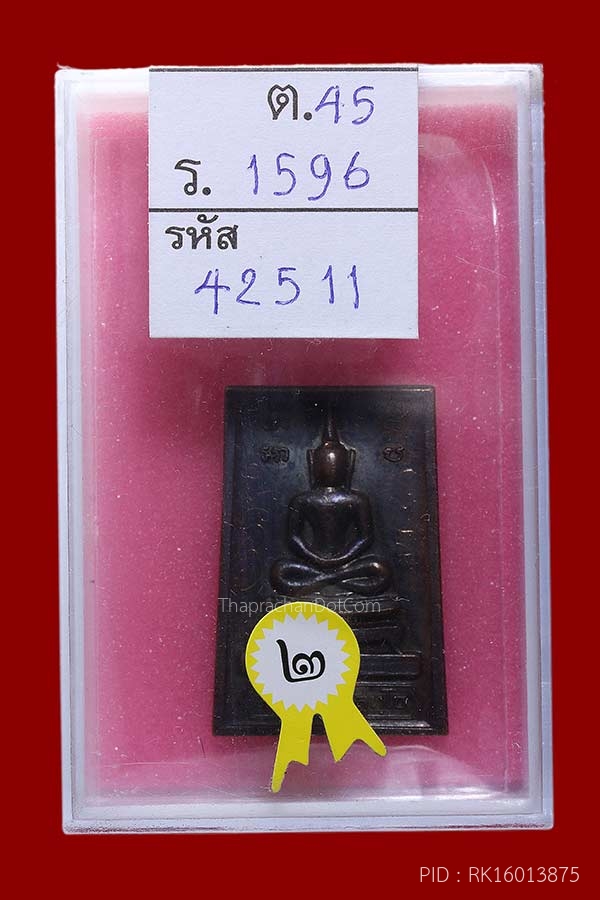 ต.45
ร. 1596
รหัส
42511
ThaprachanDotCom
๒
PID : RK16013875